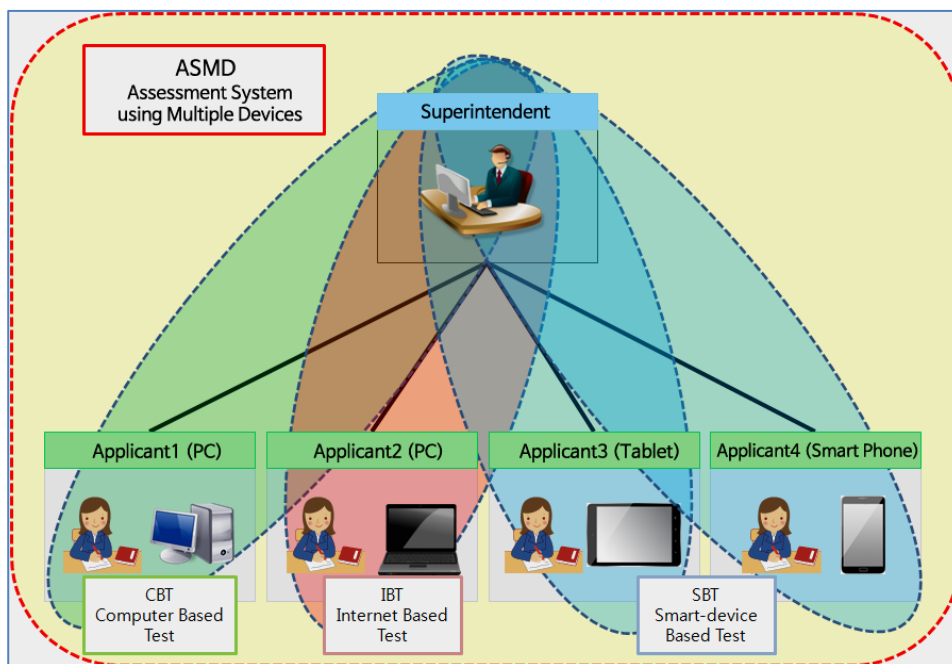 ASMD
Assessment System
using Multiple Devices
Superintendent
Applicant1 (PC)
Applicant2 (PC)
Applicant3 (Tablet)
Applicant4 (Smart Phone)
CBT
Computer Based
Test
IBT
Internet Based
Test
SBT
Smart-device
Based Test